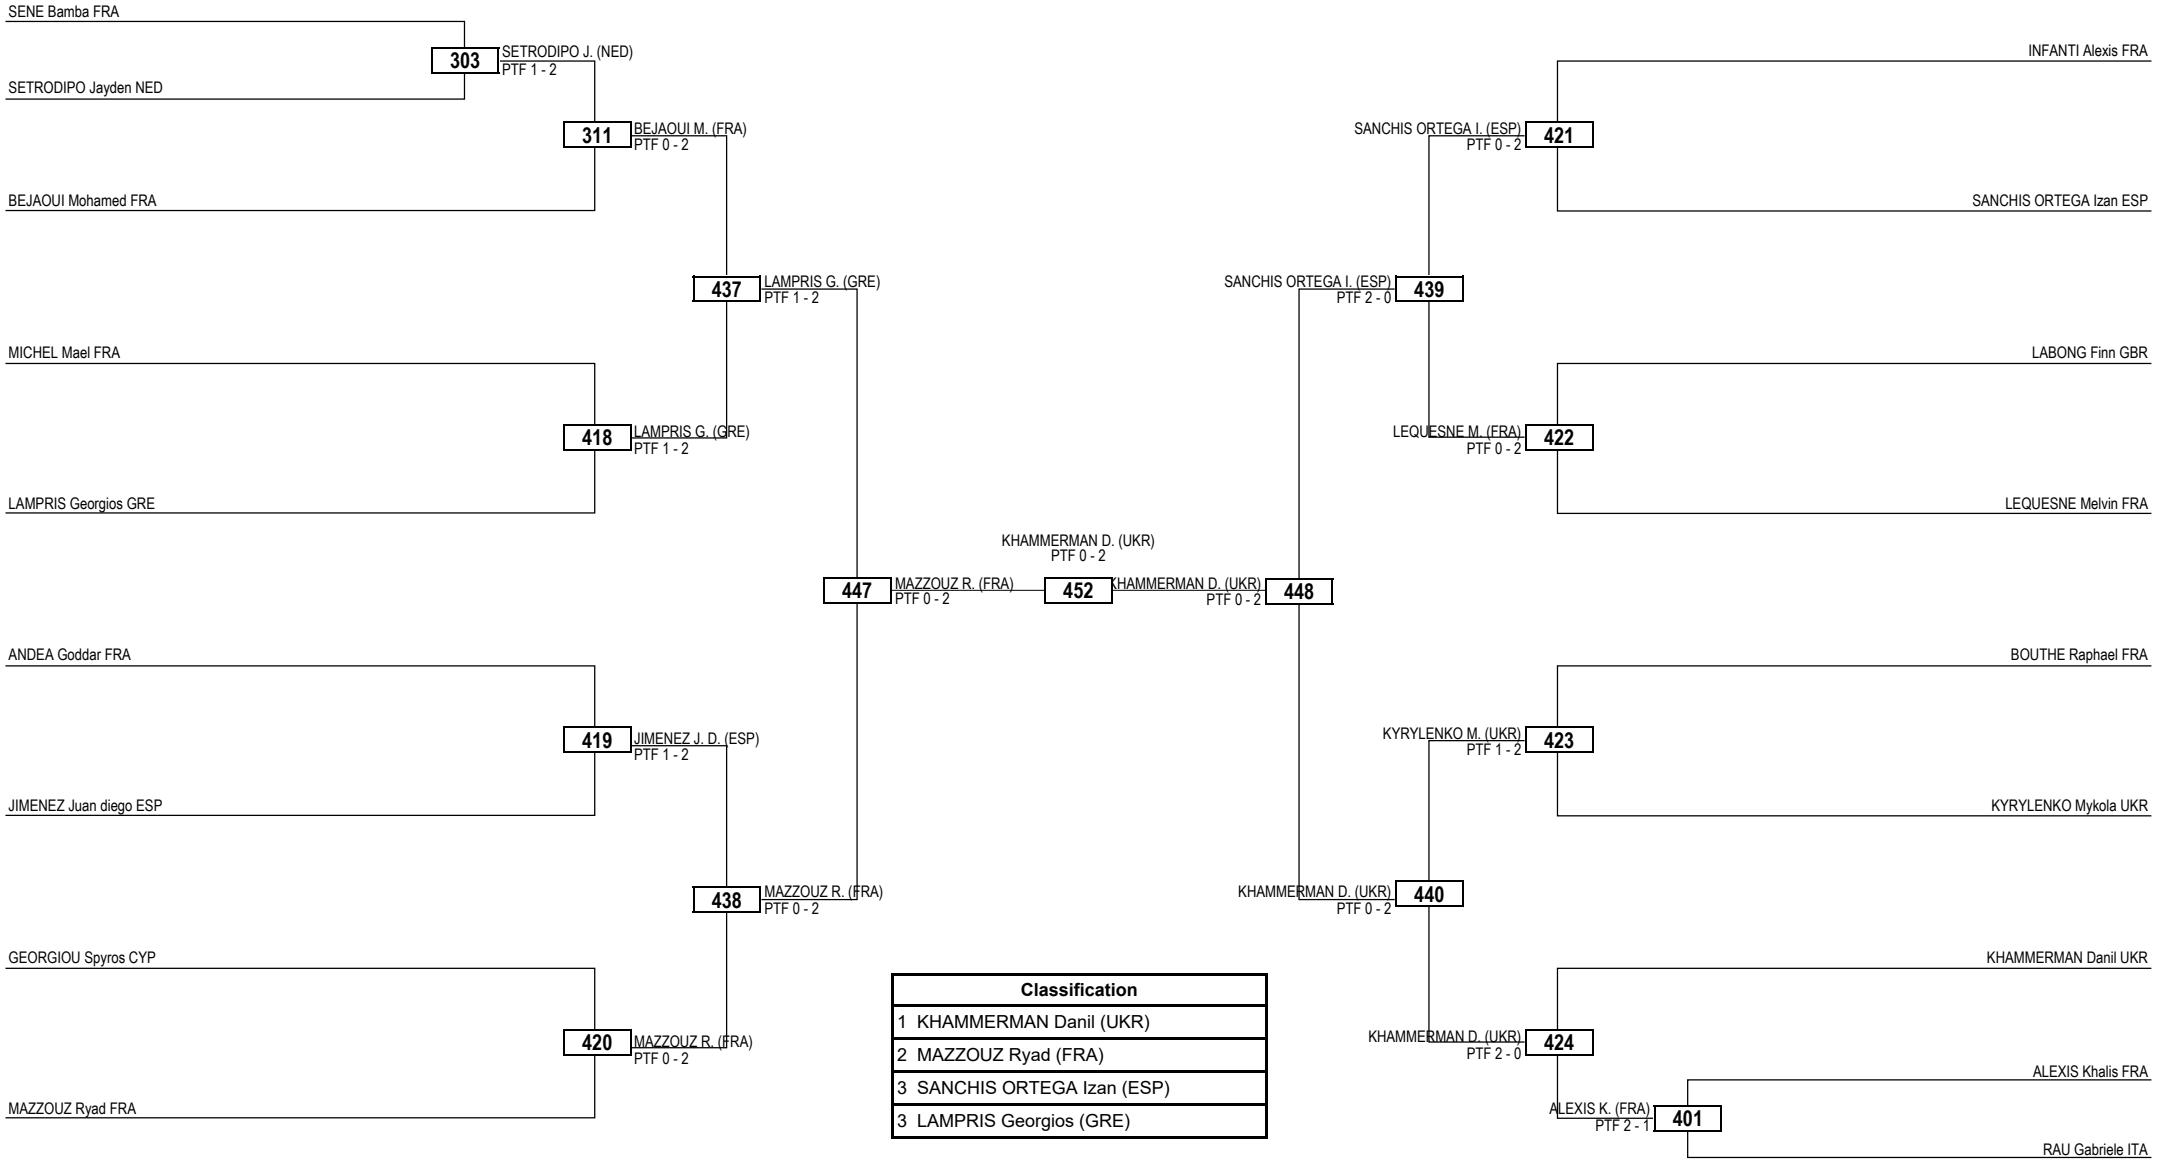 SENE Bamba FRA
303
SETRODIPO J. (NED)
PTF 1 - 2
SETRODIPO Jayden NED
311
BEJAOUI M. (FRA)
PTF 0 - 2
BEJAOUI Mohamed FRA
437
LAMPRIS G. (GRE)
PTF 1 - 2
MICHEL Mael FRA
418
LAMPRIS G. (GRE)
PTF 1 - 2
LAMPRIS Georgios GRE
447
MAZZOUZ R. (FRA)
PTF 0 - 2
ANDEA Goddar FRA
419
JIMENEZ J. D. (ESP)
PTF 1 - 2
JIMENEZ Juan diego ESP
438
MAZZOUZ R. (FRA)
PTF 0 - 2
GEORGIOU Spyros CYP
420
MAZZOUZ R. (FRA)
PTF 0 - 2
MAZZOUZ Ryad FRA
KHAMMERMAN D. (UKR)
PTF 0 - 2
452
INFANTI Alexis FRA
SANCHIS ORTEGA I. (ESP)
PTF 0 - 2
421
SANCHIS ORTEGA Izan ESP
SANCHIS ORTEGA I. (ESP)
PTF 2 - 0
439
LABONG Finn GBR
LEQUESNE M. (FRA)
PTF 0 - 2
422
LEQUESNE Melvin FRA
KHAMMERMAN D. (UKR)
PTF 0 - 2
448
BOUTHE Raphael FRA
KYRYLENKO M. (UKR)
PTF 1 - 2
423
KYRYLENKO Mykola UKR
KHAMMERMAN D. (UKR)
PTF 0 - 2
440
KHAMMERMAN Danil UKR
KHAMMERMAN D. (UKR)
PTF 2 - 0
424
ALEXIS Khalis FRA
ALEXIS K. (FRA)
PTF 2 - 1
401
RAU Gabriele ITA
Classification
1 KHAMMERMAN Danil (UKR)
2 MAZZOUZ Ryad (FRA)
3 SANCHIS ORTEGA Izan (ESP)
3 LAMPRIS Georgios (GRE)